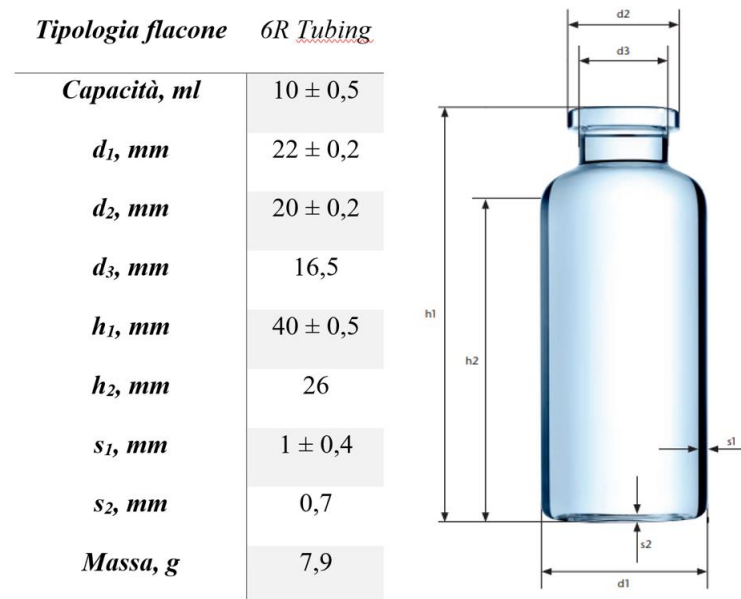 Tipologia flacone 6R Tubing
Capacità, ml 10 ± 0,5
d1, mm 22 ± 0,2
d2, mm 20 ± 0,2
d3, mm 16,5
h1, mm 40 ± 0,5
h2, mm 26
s1, mm 1 ± 0,4
s2, mm 0,7
Massa, g 7,9
d2
d3
h1
h2
s1
s2
d1